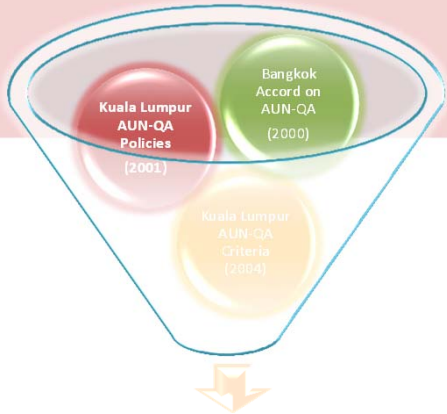 Kuala Lumpur
AUN-QA
Policies
(2001)
Bangkok
Accord on
AUN-QA
(2000)
Kuala Lumpur
AUN-QA
Criteria
(2004)